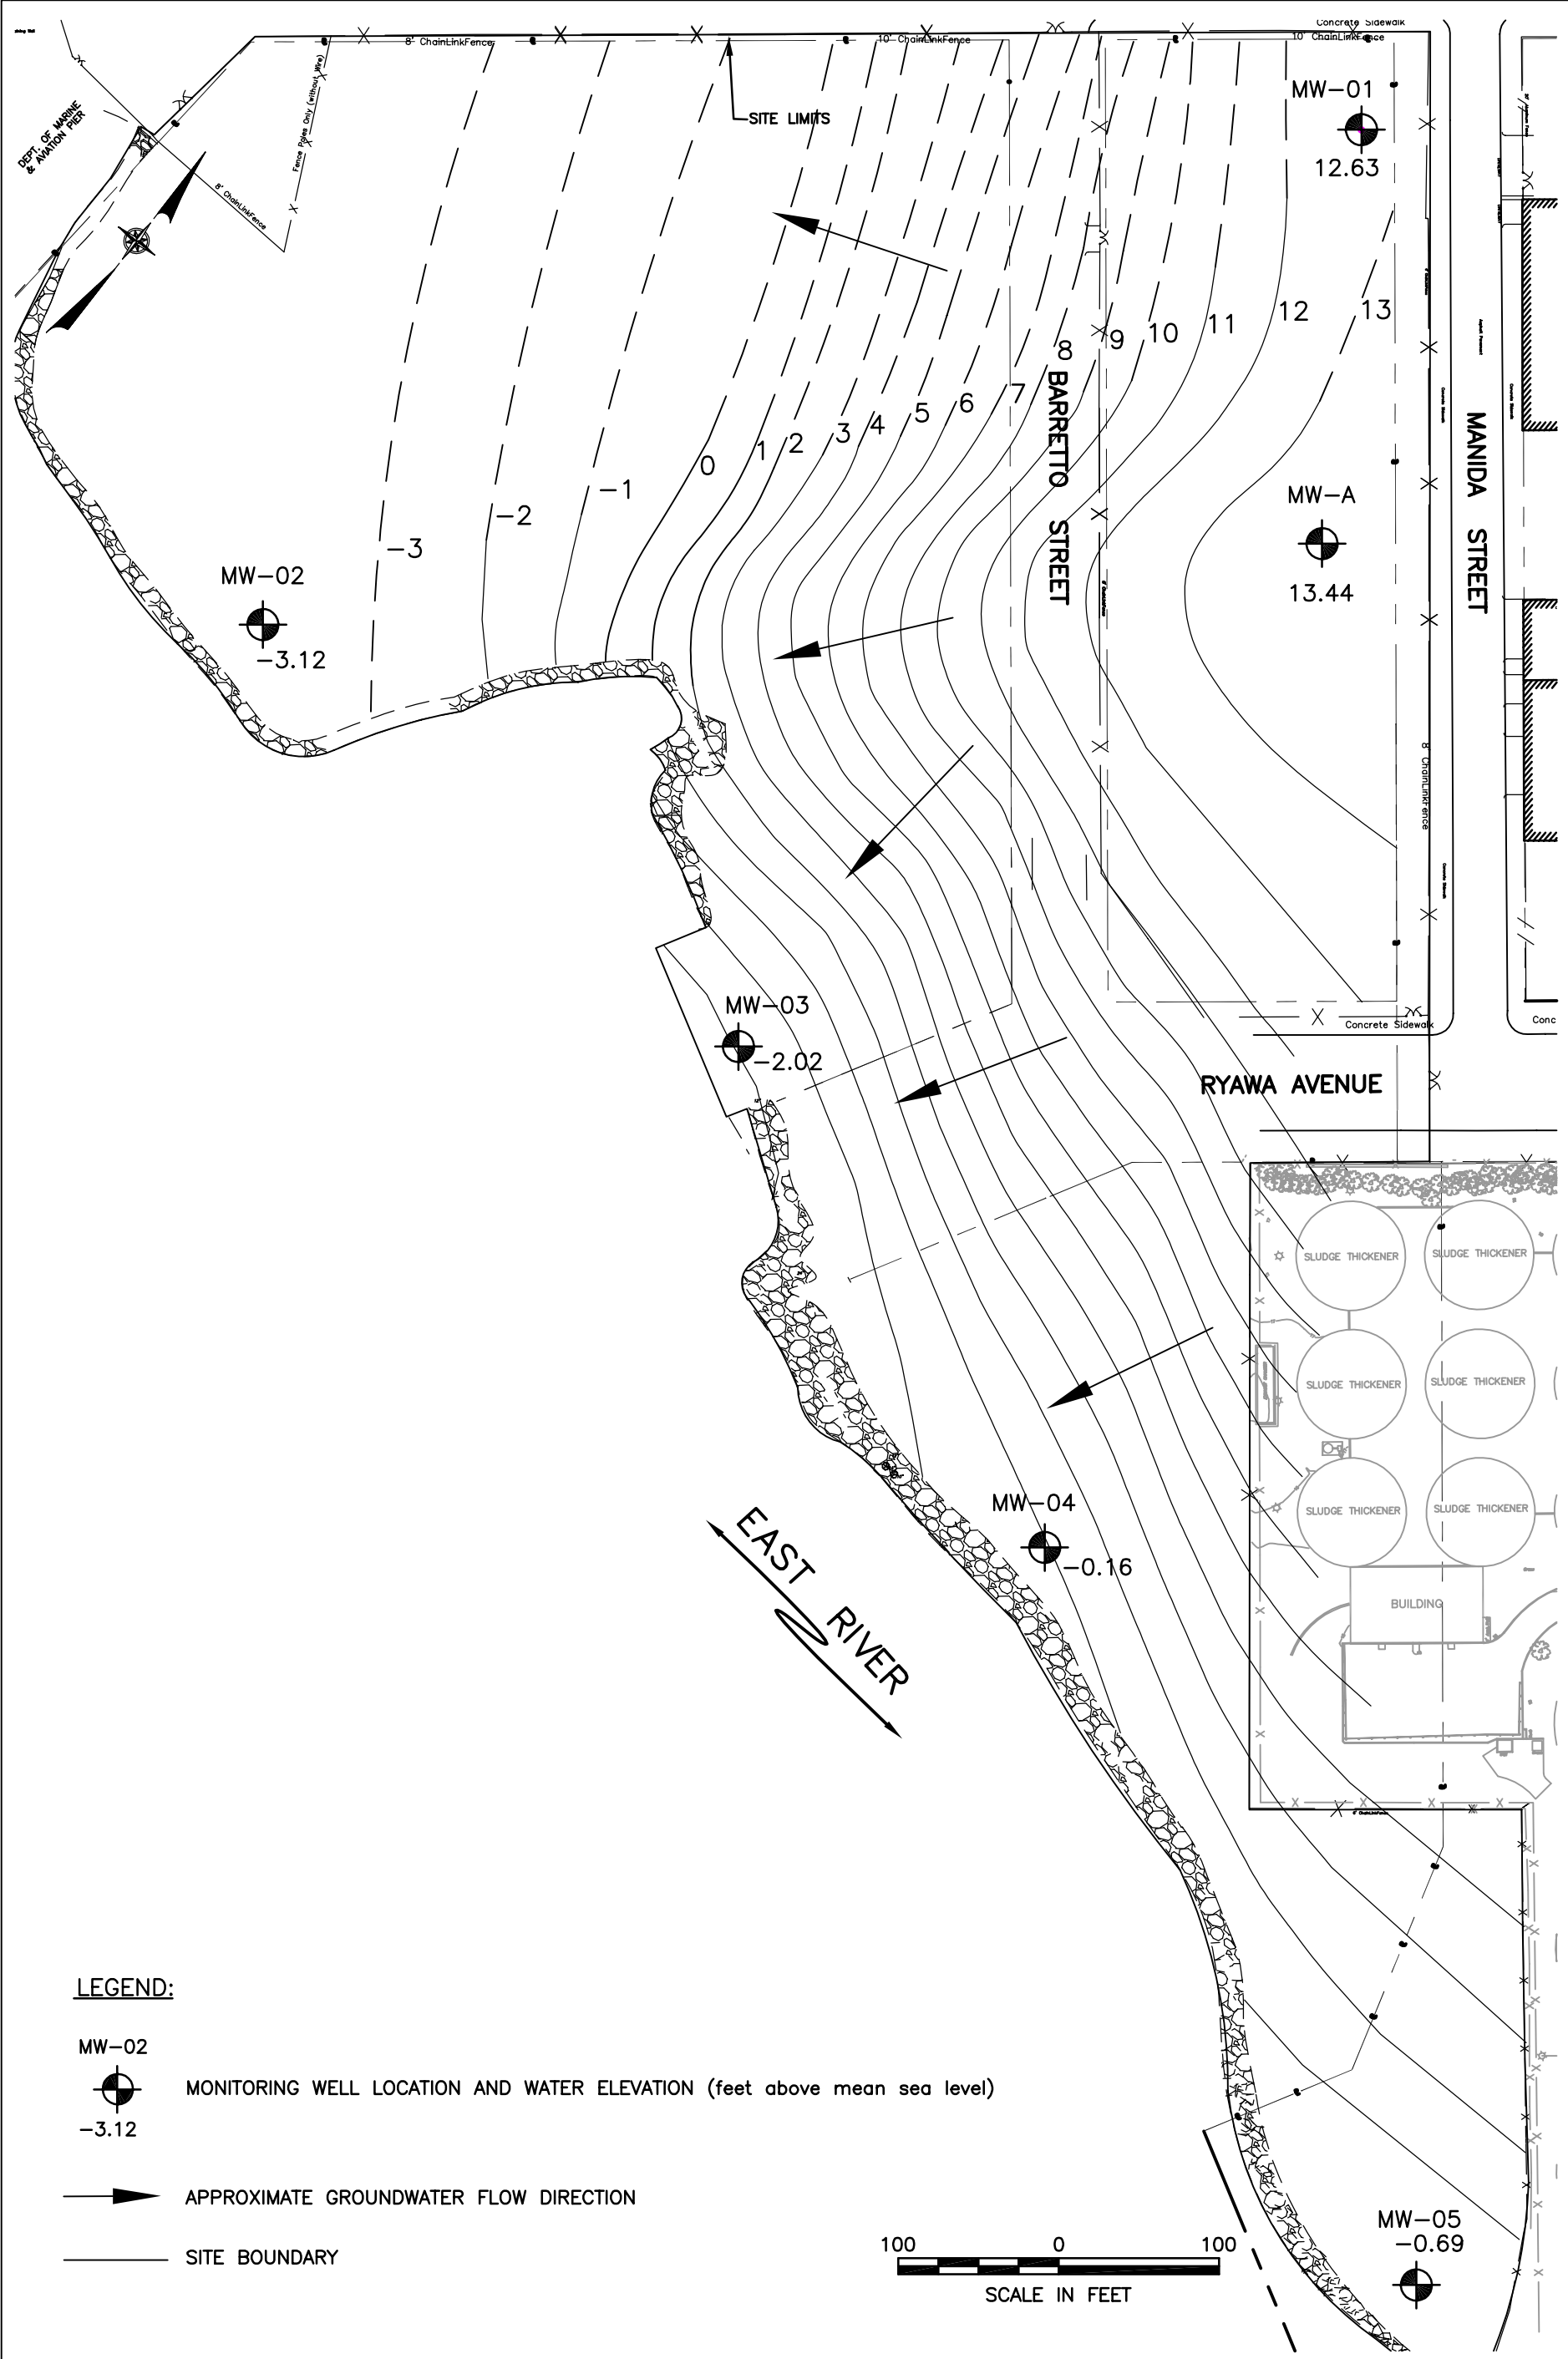 Concrete Sidewalk
8' ChainLinkFence
10' ChainLinkFence
10' ChainLinkFence
Fence Poles Only (without Wire)
DEPT. OF MARINE
& AVIATION PIER
8' ChainLinkFence
SITE LIMITS
MW-01
12.63
-3
-2
-1
0
1
2
3
4
5
6
7
8
9
10
11
12
13
BARRETTO STREET
MANIDA STREET
MW-A
13.44
MW-02
-3.12
8' ChainLinkFence
MW-03
-2.02
Concrete Sidewalk
Conc
RYAWA AVENUE
SLUDGE THICKENER
SLUDGE THICKENER
SLUDGE THICKENER
SLUDGE THICKENER
SLUDGE THICKENER
SLUDGE THICKENER
BUILDING
MW-04
-0.16
EAST RIVER
LEGEND:
MW-02
-3.12
MONITORING WELL LOCATION AND WATER ELEVATION (feet above mean sea level)
APPROXIMATE GROUNDWATER FLOW DIRECTION
SITE BOUNDARY
100 0 100
SCALE IN FEET
MW-05
-0.69